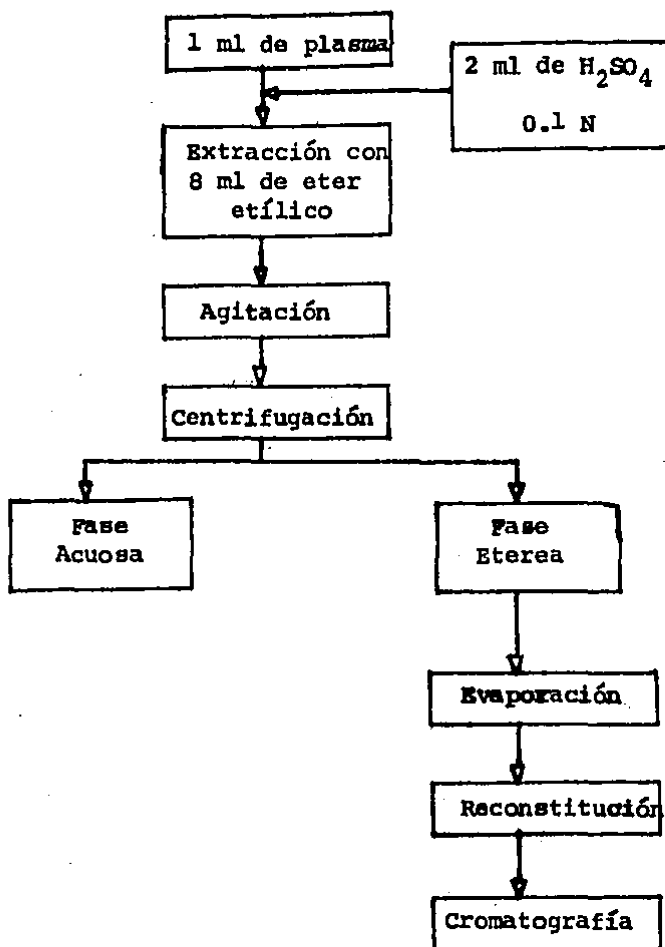 1 ml de plasma
2 ml de H₂SO₄
0.1 N
Extracción con
8 ml de eter
etílico
Agitación
Centrifugación
Fase
Acuosa
Fase
Eterea
Evaporación
Reconstitución
Cromatografía